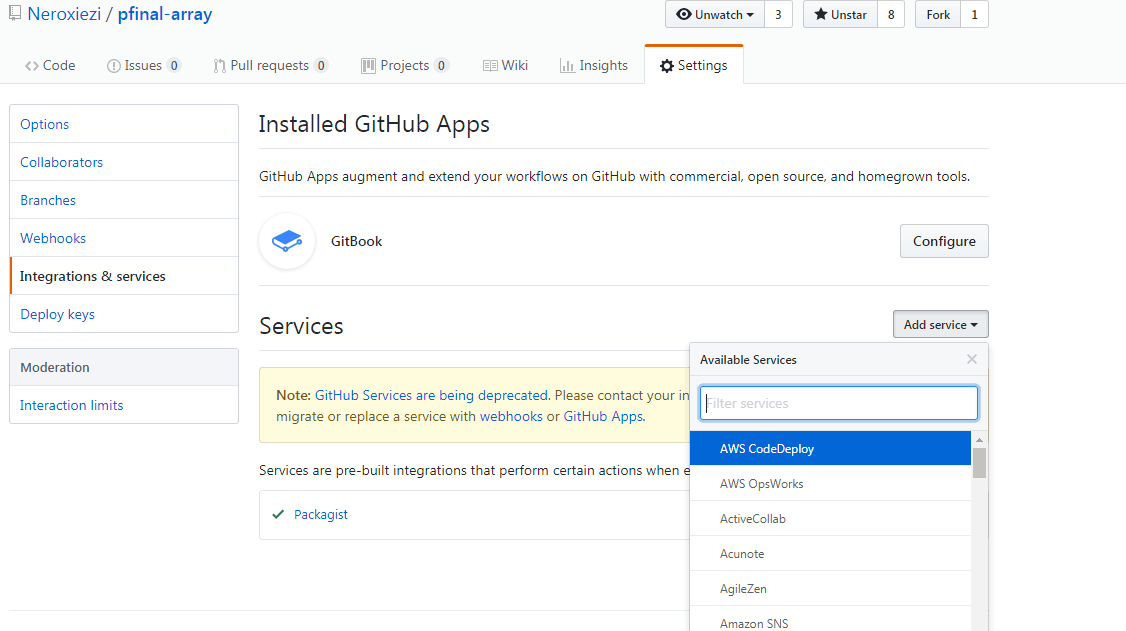 Neroxiezi / pfinal-array
Unwatch 3 Unstar 8 Fork 1
Code Issues 0 Pull requests 0 Projects 0 Wiki Insights Settings
Options
Collaborators
Branches
Webhooks
Integrations & services
Deploy keys
Moderation
Interaction limits
Installed GitHub Apps
GitHub Apps augment and extend your workflows on GitHub with commercial, open source, and homegrown tools.
GitBook
Configure
Services
Add service
Note: GitHub Services are being deprecated. Please contact your in
migrate or replace a service with webhooks or GitHub Apps.
Services are pre-built integrations that perform certain actions when e
Packagist
Available Services
Filter services
AWS CodeDeploy
AWS OpsWorks
ActiveCollab
Acunote
AgileZen
Amazon SNS